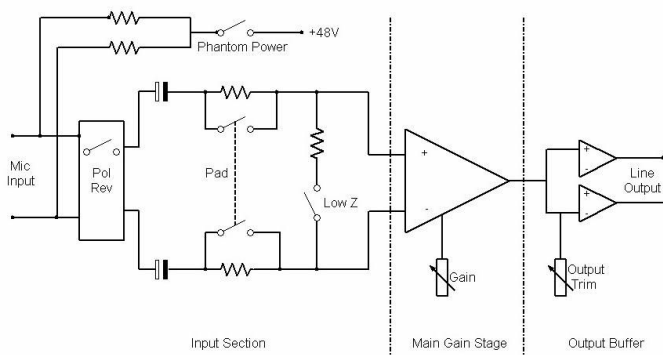 +48V
Phantom Power
Mic
Input
Pol
Rev
Pad
Low Z
+
-
Gain
+
-
+
-
Line
Output
Output
Trim
Input Section
Main Gain Stage
Output Buffer